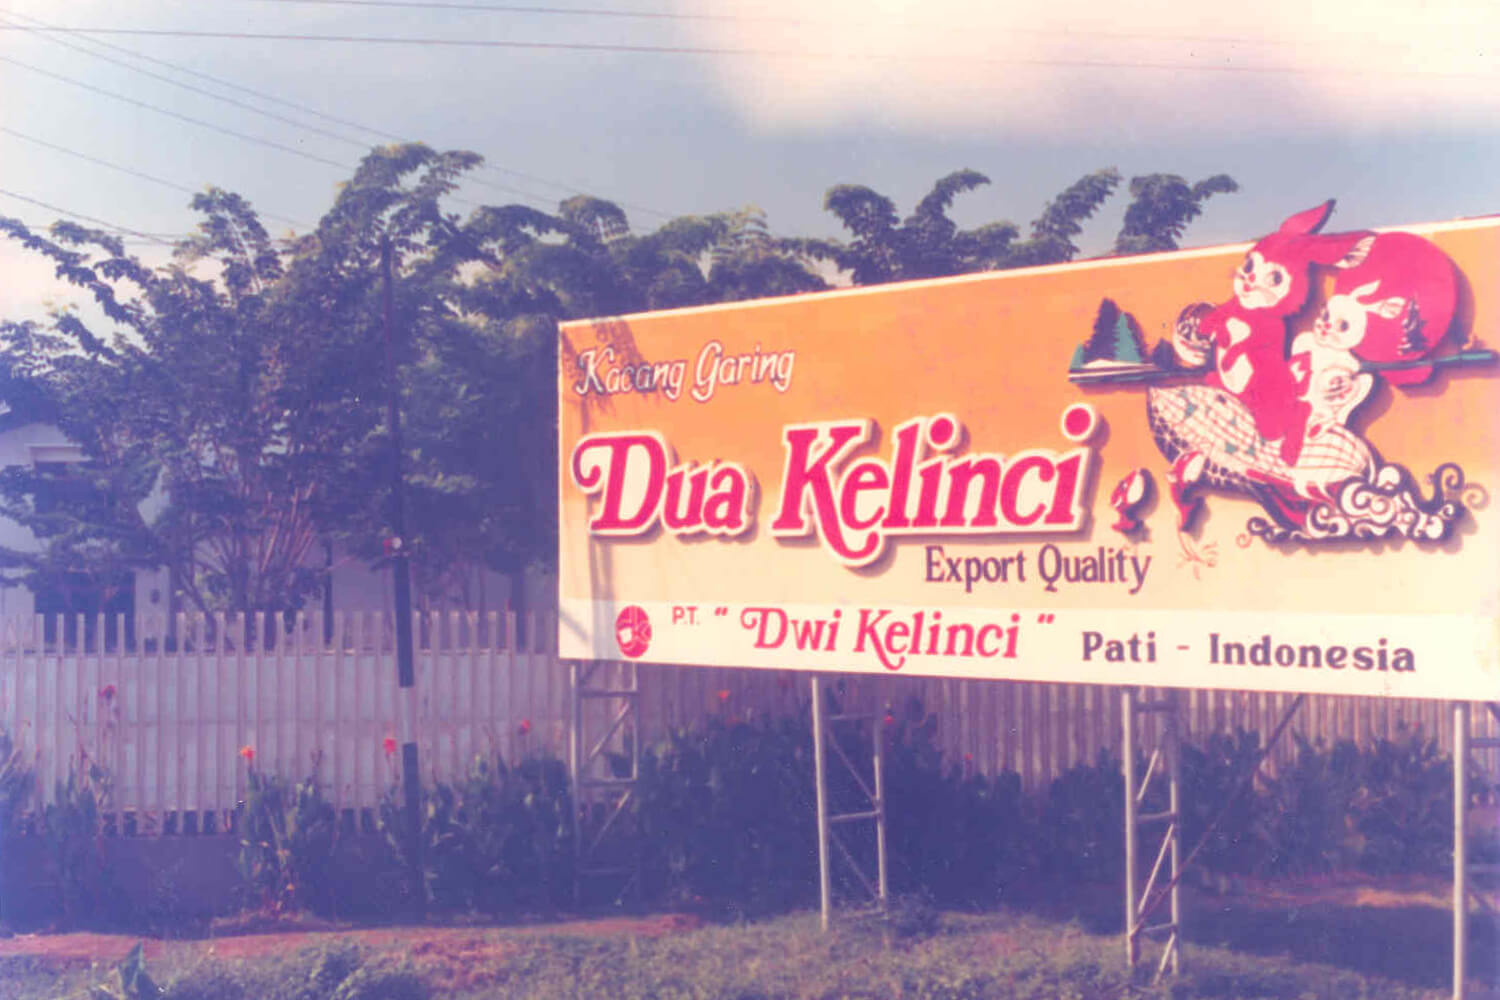 Kacang Garing
Dua Kelinci
Export Quality
P.T. " Dwi Kelinci " Pati - Indonesia